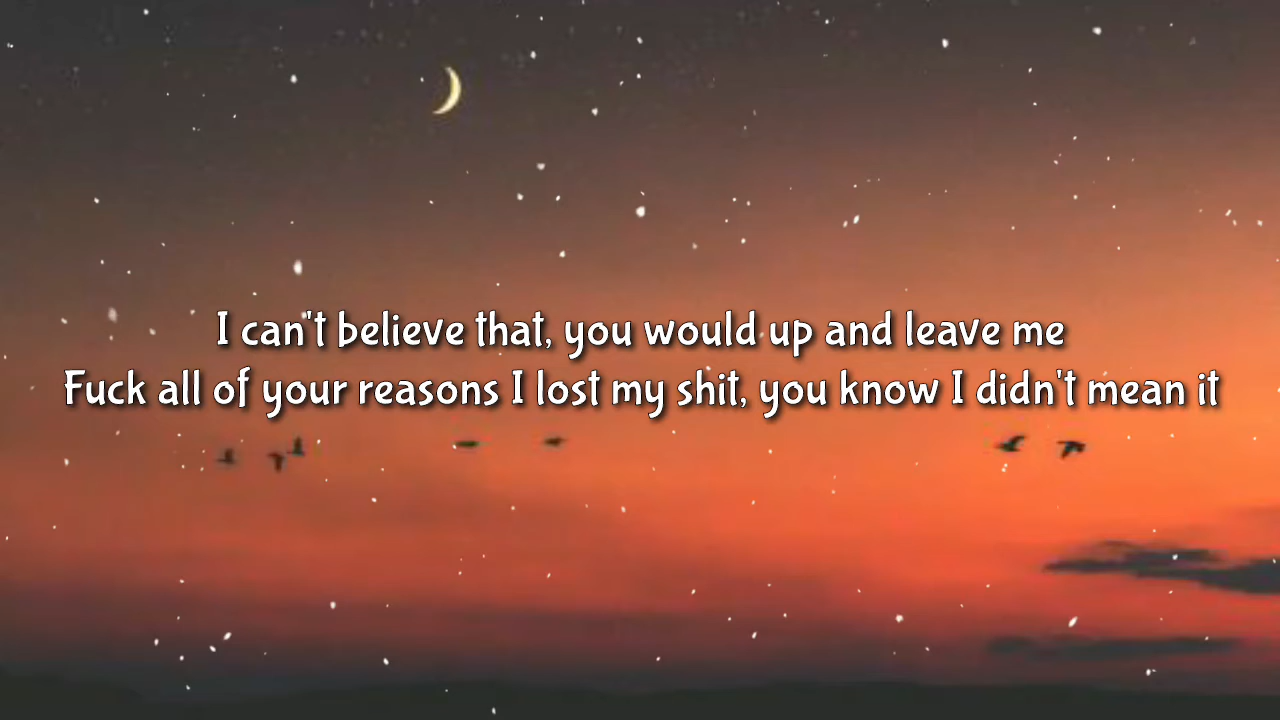 I can't believe that, you would up and leave me
Fuck all of your reasons I lost my shit, you know I didn't mean it